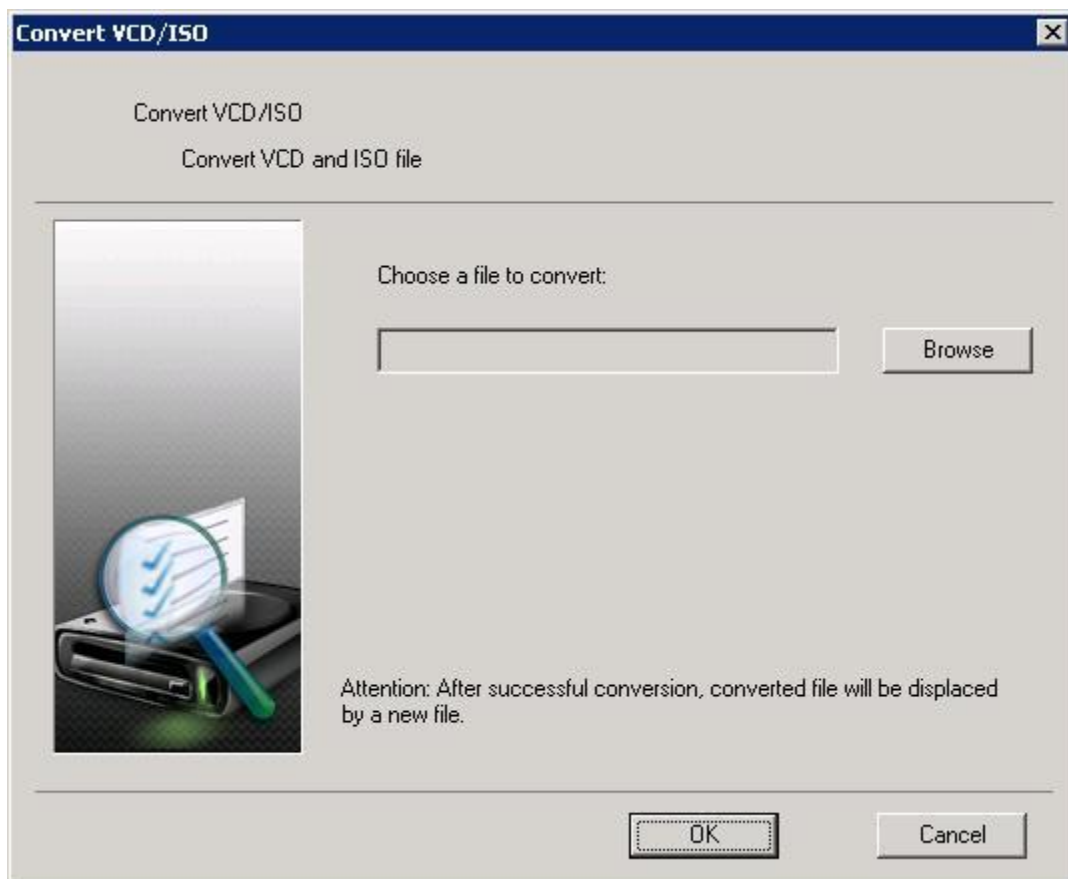 Convert VCD/ISO
Convert VCD/ISO
Convert VCD and ISO file
Choose a file to convert:
Browse
Attention: After successful conversion, converted file will be displaced
by a new file.
OK
Cancel